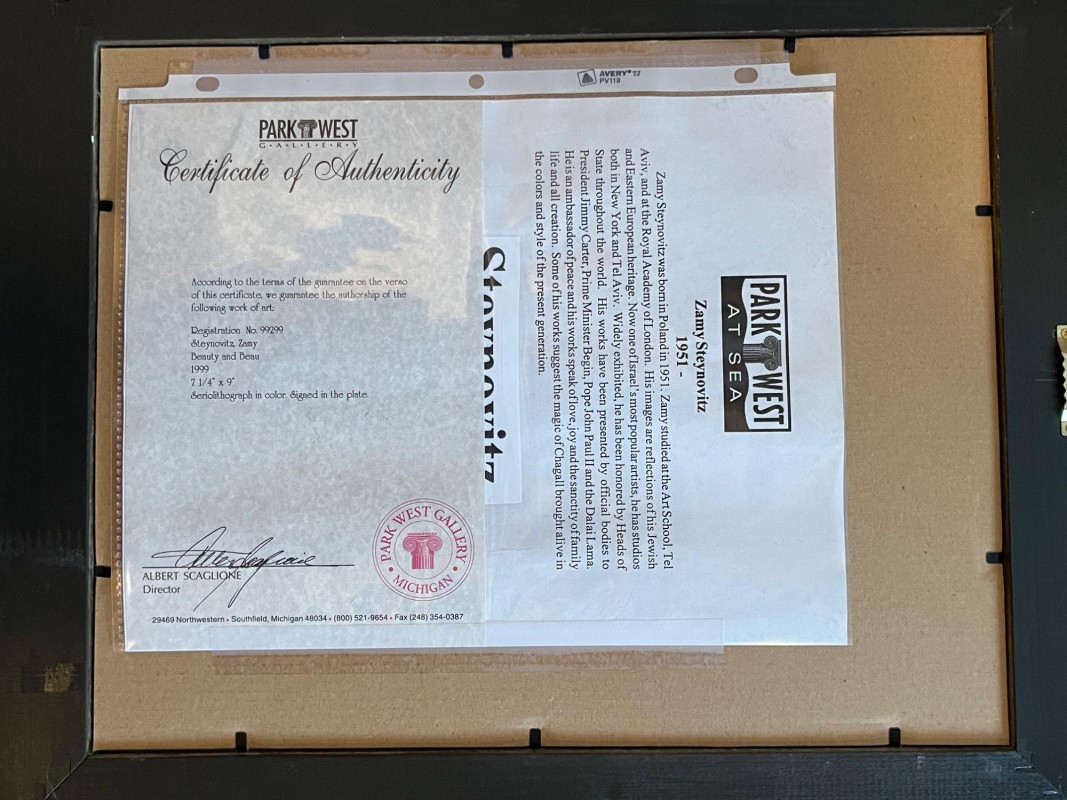 AVERY®
PV119
PARK WEST
G·A·L·L·E·R·Y
Certificate of Authenticity
According to the terms of the guarantee on the verso
of this certificate, we guarantee the authorship of the
following work of art:
Registration No. 99299
Steynovitz, Zamy
Beauty and Beau
1999
7 1/4" x 9"
Seriolithograph in color. Signed in the plate.
ALBERT SCAGLIONE
Director
PARK WEST GALLERY
• MICHIGAN •
29469 Northwestern • Southfield, Michigan 48034 • (800) 521-9654 • Fax (248) 354-0387
Steynovitz
PARK WEST
AT SEA
Zamy Steynovitz
1951 -
Zamy Steynovitz was born in Poland in 1951. Zamy studied at the Art School, Tel
Aviv, and at the Royal Academy of London. His images are reflections of his Jewish
and Eastern European heritage. Now one of Israel's most popular artists, he has studios
both in New York and Tel Aviv. Widely exhibited, he has been honored by Heads of
State throughout the world. His works have been presented by official bodies to
President Jimmy Carter, Prime Minister Begin, Pope John Paul II and the Dalai Lama.
He is an ambassador of peace and his works speak of love, joy and the sanctity of family
life and all creation. Some of his works suggest the magic of Chagall brought alive in
the colors and style of the present generation.